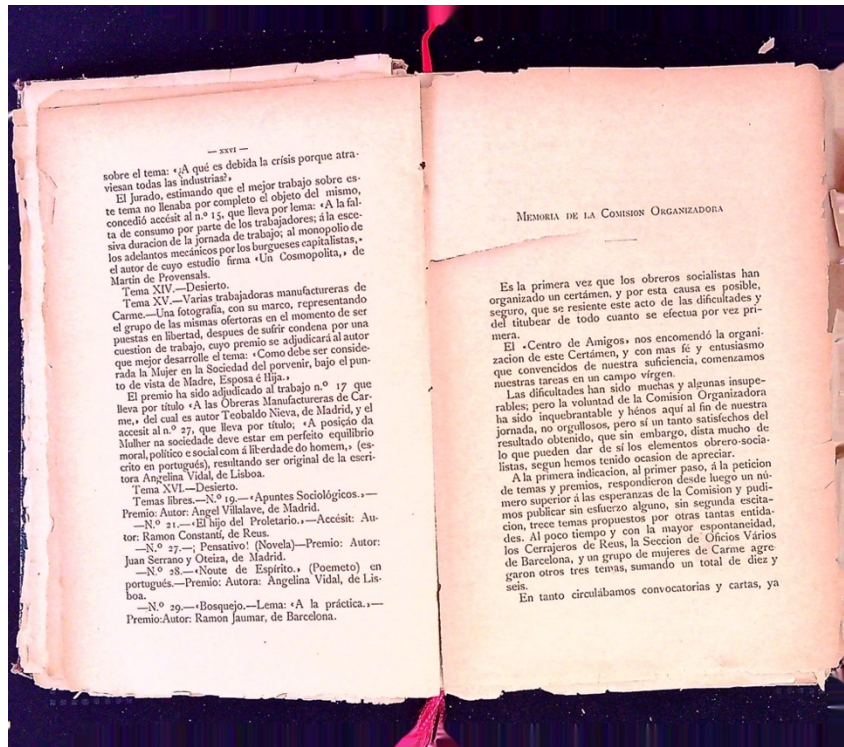 — XXVI —
sobre el tema: «¿A qué es debida la crísis porque atra-
viesan todas las industrias?»
El Jurado, estimando que el mejor trabajo sobre es-
te tema no llenaba por completo el objeto del mismo,
concedió accésit al n.º 15, que lleva por lema: «A la fal-
ta de consumo por parte de los trabajadores; á la esce-
siva duracion de la jornada de trabajo; al monopolio de
los adelantos mecánicos por los burgueses capitalistas,»
el autor de cuyo estudio firma «Un Cosmopolita,» de
Martin de Provensals.
Tema XIV.—Desierto.
Tema XV.—Varias trabajadoras manufactureras de
Carme.—Una fotografía, con su marco, representando
el grupo de las mismas ofertoras en el momento de ser
puestas en libertad, despues de sufrir condena por una
cuestion de trabajo, cuyo premio se adjudicará al autor
que mejor desarrolle el tema: «Como debe ser conside-
rada la Mujer en la Sociedad del porvenir, bajo el pun-
to de vista de Madre, Esposa é Hija.»
El premio ha sido adjudicado al trabajo n.º 17 que
lleva por título «A las Obreras Manufactureras de Car-
me,» del cual es autor Teobaldo Nieva, de Madrid, y el
accesit al n.º 27, que lleva por título; «A posição da
Mulher na sociedade deve estar em perfeito equilibrio
moral, político e social com á liberdade do homem,» (es-
crito en portugués), resultando ser original de la escri-
tora Angelina Vidal, de Lisboa.
Tema XVI.—Desierto.
Temas libres.—N.º 19.—«Apuntes Sociológicos.»—
Premio: Autor: Angel Villalave, de Madrid.
—N.º 21.—«El hijo del Proletario.»—Accésit: Au-
tor: Ramon Constantí, de Reus.
—N.º 27.—¡ Pensativo! (Novela)—Premio: Autor:
Juan Serrano y Oteiza, de Madrid.
—N.º 28.—«Noute de Espírito.» (Poemeto) en
portugués.—Premio: Autora: Angelina Vidal, de Lis-
boa.
—N.º 29.—«Bosquejo.—Lema: «A la práctica.»—
Premio:Autor: Ramon Jaumar, de Barcelona.
MEMORIA DE LA COMISION ORGANIZADORA
Es la primera vez que los obreros socialistas han
organizado un certámen, y por esta causa es posible,
seguro, que se resiente este acto de las dificultades y
del titubear de todo cuanto se efectua por vez pri-
mera.
El «Centro de Amigos» nos encomendó la organi-
zacion de este Certámen, y con mas fé y entusiasmo
que convencidos de nuestra suficiencia, comenzamos
nuestras tareas en un campo vírgen.
Las dificultades han sido muchas y algunas insupe-
rables; pero la voluntad de la Comision Organizadora
ha sido inquebrantable y hénos aquí al fin de nuestra
jornada, no orgullosos, pero sí un tanto satisfechos del
resultado obtenido, que sin embargo, dista mucho de
lo que pueden dar de sí los elementos obrero-socia-
listas, segun hemos tenido ocasion de apreciar.
A la primera indicacion, al primer paso, á la peticion
de temas y premios, respondieron desde luego un nú-
mero superior á las esperanzas de la Comision y pudi-
mos publicar sin esfuerzo alguno, sin segunda escita-
cion, trece temas propuestos por otras tantas entida-
des. Al poco tiempo y con la mayor espontaneidad,
los Cerrajeros de Reus, la Seccion de Oficios Vários
de Barcelona, y un grupo de mujeres de Carme agre
garon otros tres temas, sumando un total de diez y
seis.
En tanto circulábamos convocatorias y cartas, ya